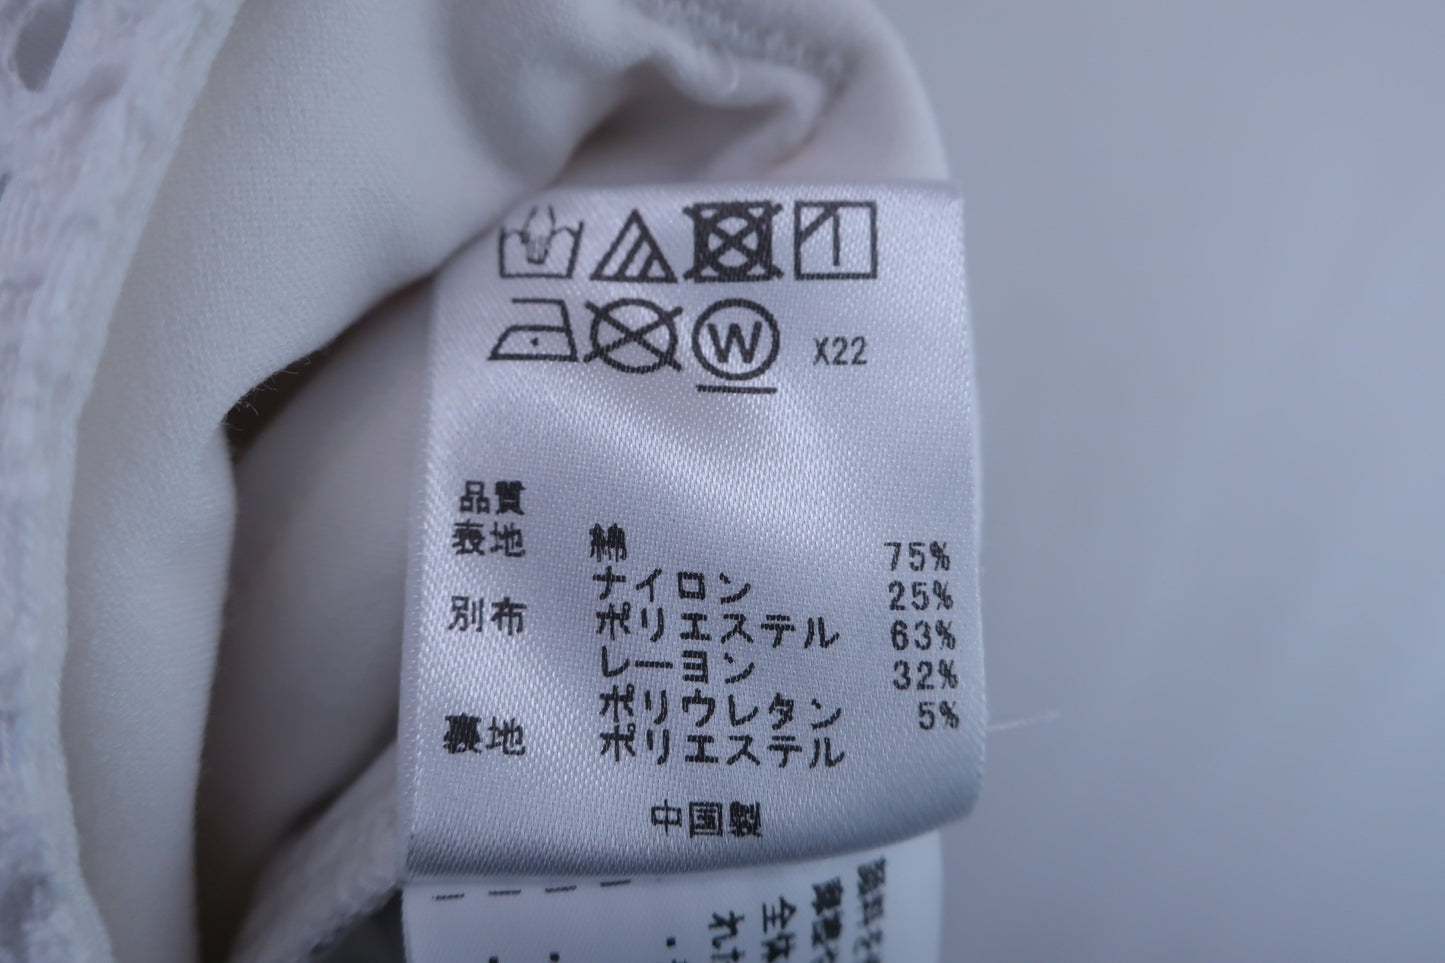 W X22
品質
表地 綿 75%
ナイロン 25%
別布 ポリエステル 63%
レーヨン 32%
ポリウレタン 5%
裏地 ポリエステル
中国製
全体